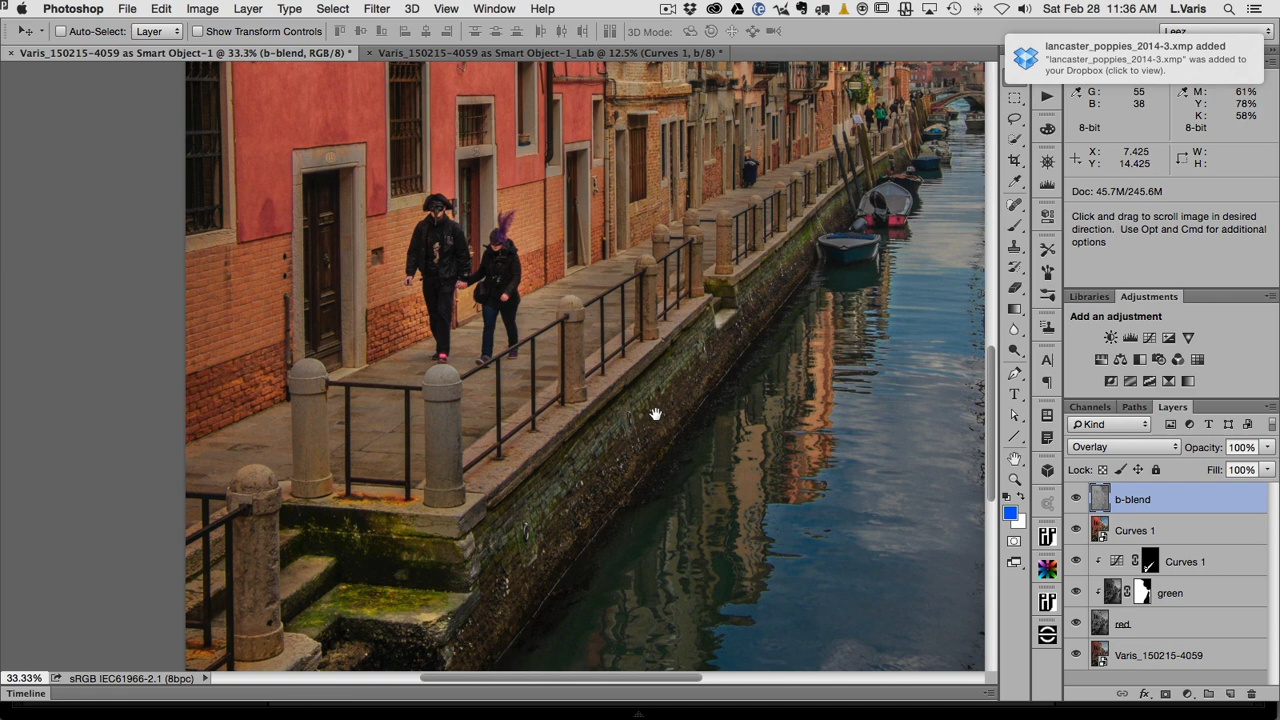 Photoshop File Edit Image Layer Type Select Filter 3D View Window Help Sat Feb 28 11:36 AM L.Varis
Auto-Select: Layer Show Transform Controls 3D Mode:
× Varis_150215-4059 as Smart Object-1 @ 33.3% (b-blend, RGB/8) * × Varis_150215-4059 as Smart Object-1_Lab @ 12.5% (Curves 1, b/8) *
lancaster_poppies_2014-3.xmp added
"lancaster_poppies_2014-3.xmp" was added to
your Dropbox (click to view).
G: 55 M: 61%
B: 38 Y: 78%
K: 58%
8-bit 8-bit
X: 7.425 W:
Y: 14.425 H:
Doc: 45.7M/245.6M
Click and drag to scroll image in desired
direction. Use Opt and Cmd for additional
options
Libraries Adjustments
Add an adjustment
Channels Paths Layers
Kind
Overlay Opacity: 100%
Lock: Fill: 100%
b-blend
Curves 1
Curves 1
green
red
Varis_150215-4059
33.33% sRGB IEC61966-2.1 (8bpc)
Timeline